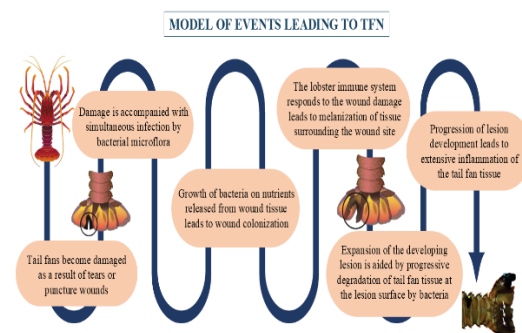 MODEL OF EVENTS LEADING TO TFN
Tail fans become damaged
as a result of tears or
puncture wounds
Damage is accompanied with
simultaneous infection by
bacterial microflora
Growth of bacteria on nutrients
released from wound tissue
leads to wound colonization
The lobster immune system
responds to the wound damage
leads to melanization of tissue
surrounding the wound site
Expansion of the developing
lesion is aided by progressive
degradation of tail fan tissue at
the lesion surface by bacteria
Progression of lesion
development leads to
extensive inflammation of
the tail fan tissue